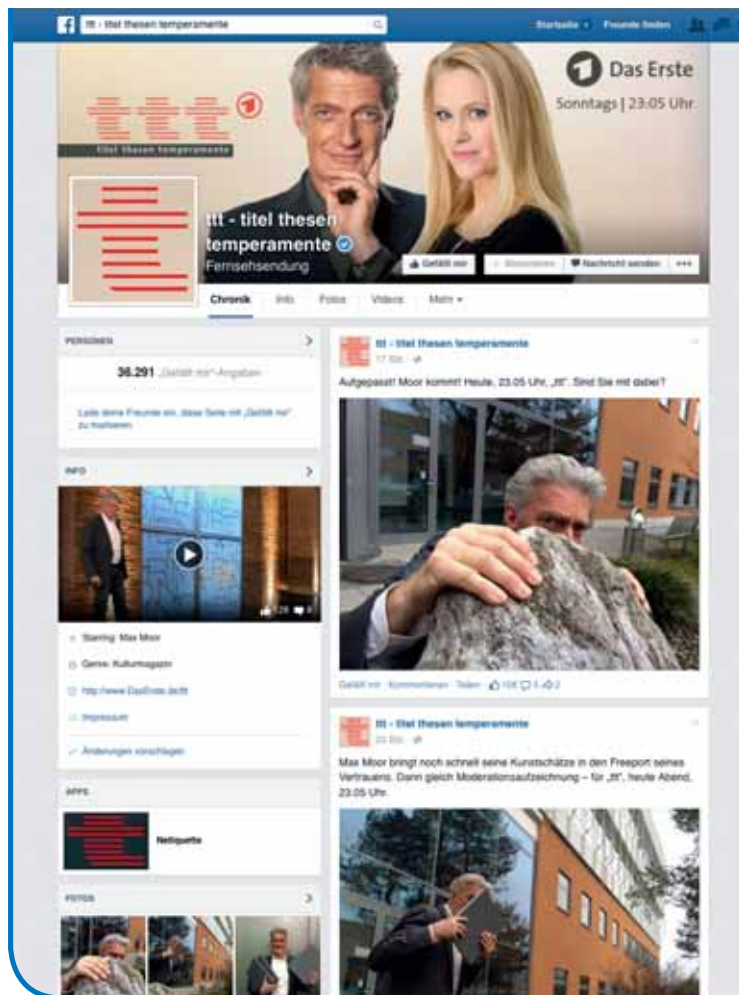 ttt - titel thesen temperamente
Startseite
Freunde finden
Das Erste
Sonntags | 23.05 Uhr
ttt
titel thesen temperamente
ttt - titel thesen
temperamente
Fernsehsendung
Gefällt mir
Abonnieren
Nachricht senden
Chronik Info Fotos Videos Mehr
PERSONEN
36.291 „Gefällt mir“-Angaben
Lade deine Freunde ein, diese Seite mit „Gefällt mir“
zu markieren
INFO
Starring: Max Moor
Genre: Kulturmagazin
http://www.DasErste.de/ttt
Impressum
Änderungen vorschlagen
APPS
Netiquette
FOTOS
ttt - titel thesen temperamente
17 Std.
Aufgepasst! Moor kommt! Heute, 23.05 Uhr, „ttt“. Sind Sie mit dabei?
Gefällt mir · Kommentieren · Teilen
ttt - titel thesen temperamente
Max Moor bringt noch schnell seine Kunstschätze in den Freeport seines
Vertrauens. Dann gleich Moderationsaufzeichnung – für „ttt“, heute Abend,
23.05 Uhr.